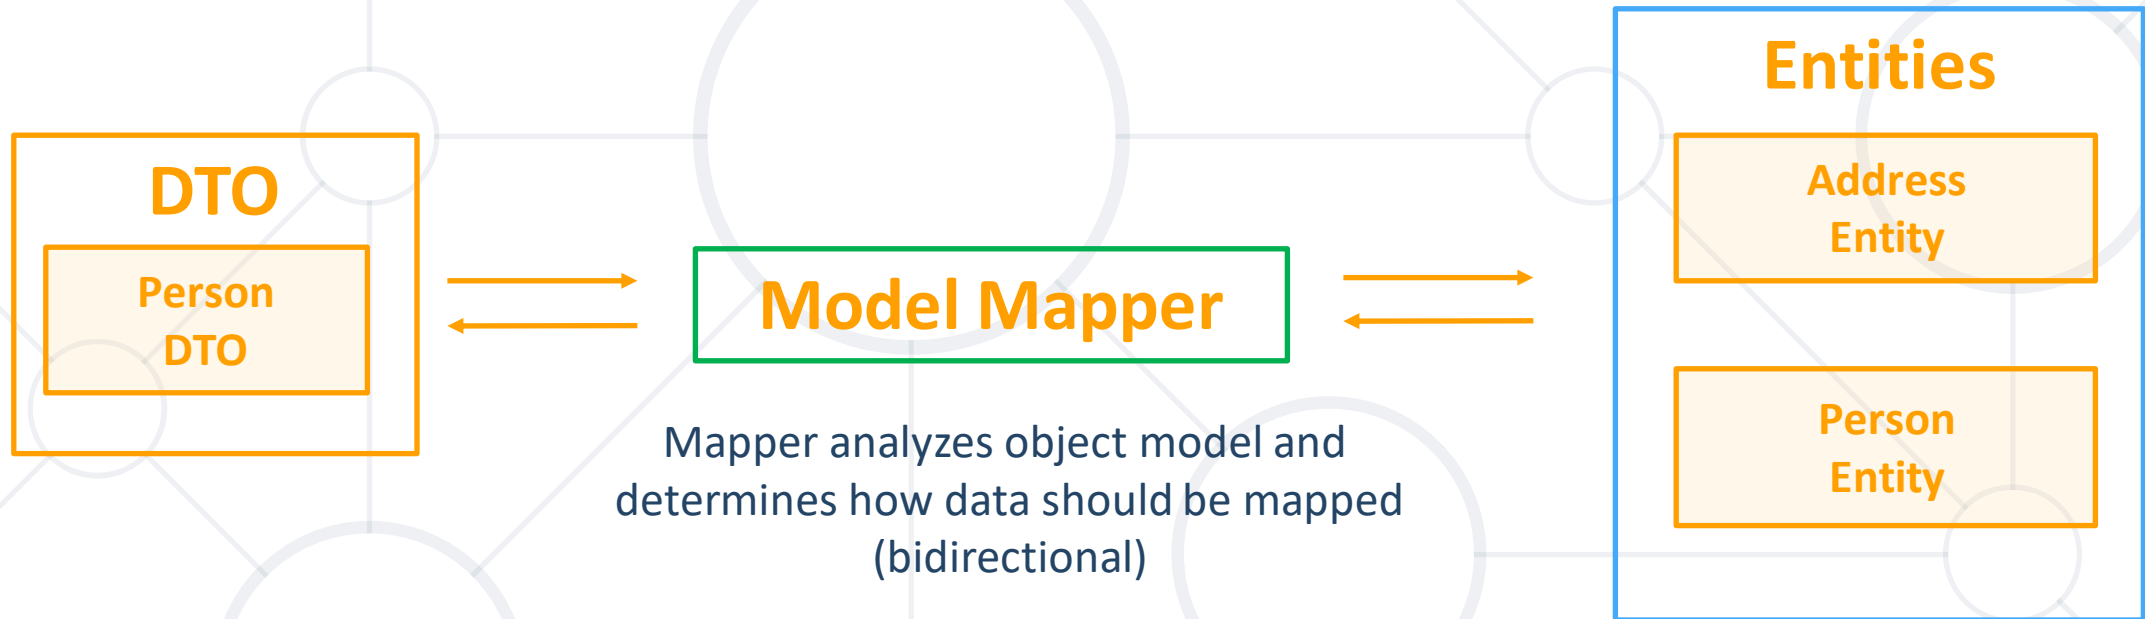 DTO
Person
DTO
Model Mapper
Mapper analyzes object model and
determines how data should be mapped
(bidirectional)
Entities
Address
Entity
Person
Entity